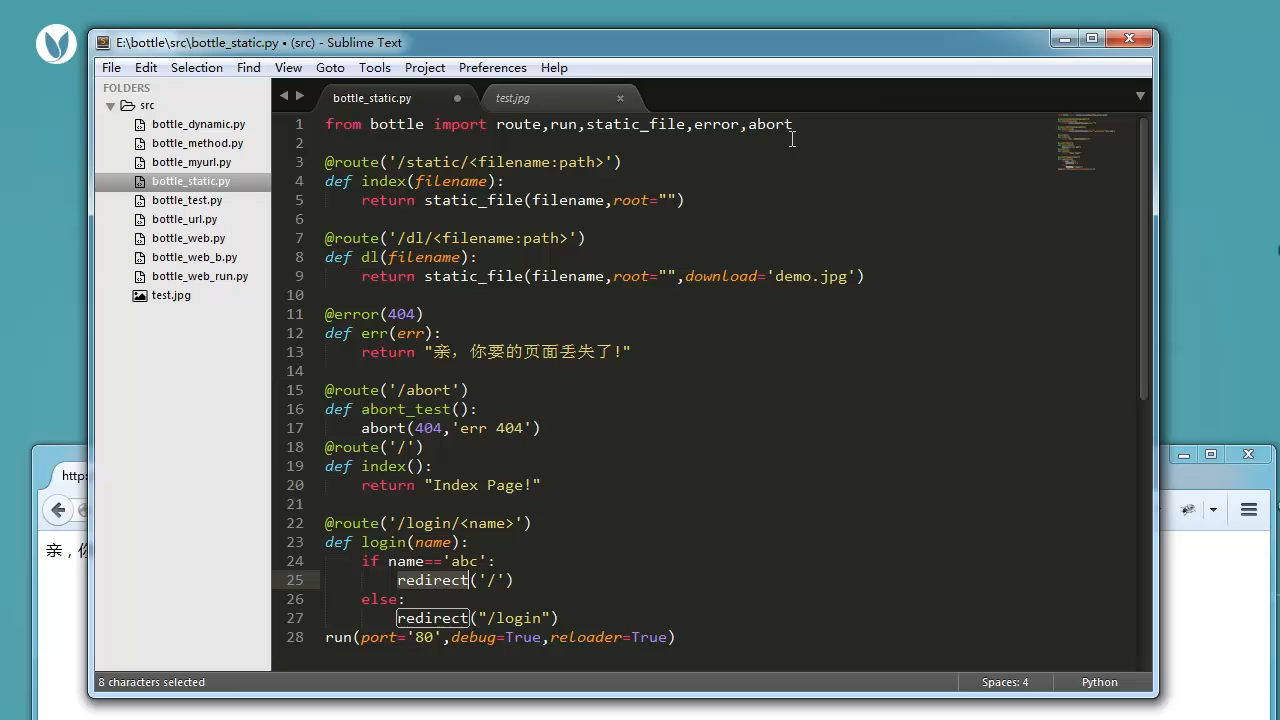 E:\bottle\src\bottle_static.py • (src) - Sublime Text
File Edit Selection Find View Goto Tools Project Preferences Help
FOLDERS
src
bottle_dynamic.py
bottle_method.py
bottle_myurl.py
bottle_static.py
bottle_test.py
bottle_url.py
bottle_web.py
bottle_web_b.py
bottle_web_run.py
test.jpg
bottle_static.py
test.jpg
1 from bottle import route,run,static_file,error,abort
2
3 @route('/static/<filename:path>')
4 def index(filename):
5     return static_file(filename,root="")
6
7 @route('/dl/<filename:path>')
8 def dl(filename):
9     return static_file(filename,root="",download='demo.jpg')
10
11 @error(404)
12 def err(err):
13     return "亲，你要的页面丢失了!"
14
15 @route('/abort')
16 def abort_test():
17     abort(404,'err 404')
18 @route('/')
19 def index():
20     return "Index Page!"
21
22 @route('/login/<name>')
23 def login(name):
24     if name=='abc':
25         redirect('/')
26     else:
27         redirect("/login")
28 run(port='80',debug=True,reloader=True)
8 characters selected
Spaces: 4
Python
http:
亲，